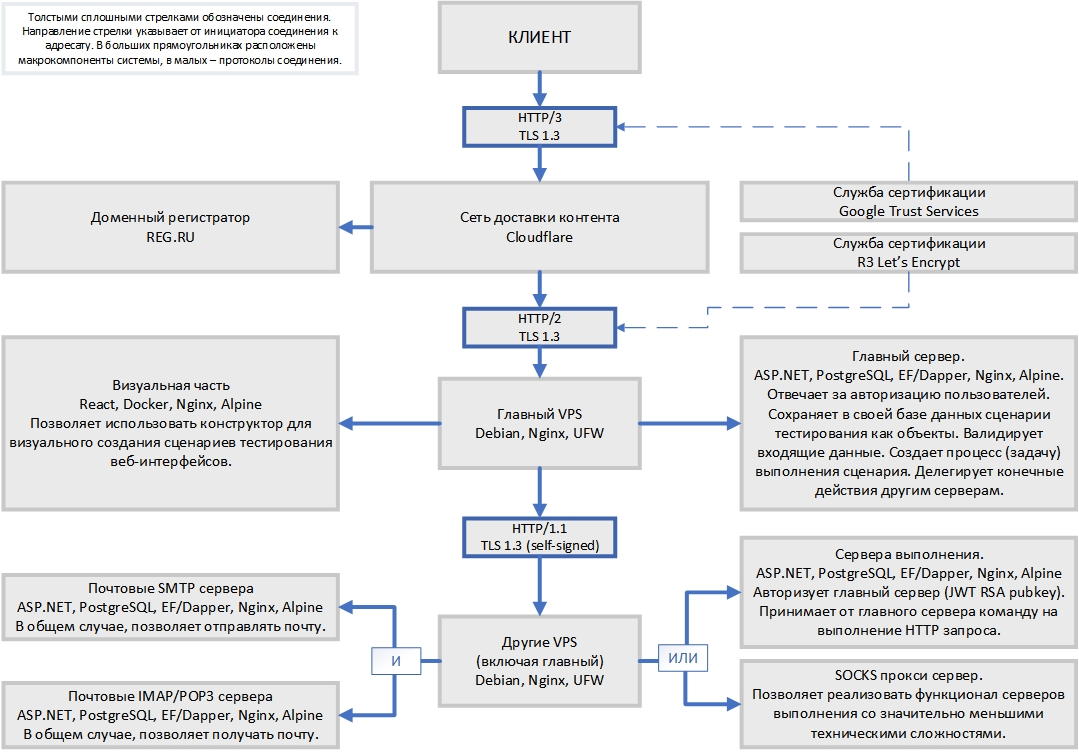 Толстыми сплошными стрелками обозначены соединения.
Направление стрелки указывает от инициатора соединения к
адресату. В больших прямоугольниках расположены
макрокомпоненты системы, в малых – протоколы соединения.
КЛИЕНТ
HTTP/3
TLS 1.3
Доменный регистратор
REG.RU
Сеть доставки контента
Cloudflare
Служба сертификации
Google Trust Services
Служба сертификации
R3 Let’s Encrypt
HTTP/2
TLS 1.3
Визуальная часть
React, Docker, Nginx, Alpine
Позволяет использовать конструктор для
визуального создания сценариев тестирования
веб-интерфейсов.
Главный VPS
Debian, Nginx, UFW
Главный сервер.
ASP.NET, PostgreSQL, EF/Dapper, Nginx, Alpine.
Отвечает за авторизацию пользователей.
Сохраняет в своей базе данных сценарии
тестирования как объекты. Валидирует
входящие данные. Создает процесс (задачу)
выполнения сценария. Делегирует конечные
действия другим серверам.
HTTP/1.1
TLS 1.3 (self-signed)
Почтовые SMTP сервера
ASP.NET, PostgreSQL, EF/Dapper, Nginx, Alpine
В общем случае, позволяет отправлять почту.
И
Почтовые IMAP/POP3 сервера
ASP.NET, PostgreSQL, EF/Dapper, Nginx, Alpine
В общем случае, позволяет получать почту.
Другие VPS
(включая главный)
Debian, Nginx, UFW
ИЛИ
Сервера выполнения.
ASP.NET, PostgreSQL, EF/Dapper, Nginx, Alpine
Авторизует главный сервер (JWT RSA pubkey).
Принимает от главного сервера команду на
выполнение HTTP запроса.
SOCKS прокси сервер.
Позволяет реализовать функционал серверов
выполнения со значительно меньшими
техническими сложностями.